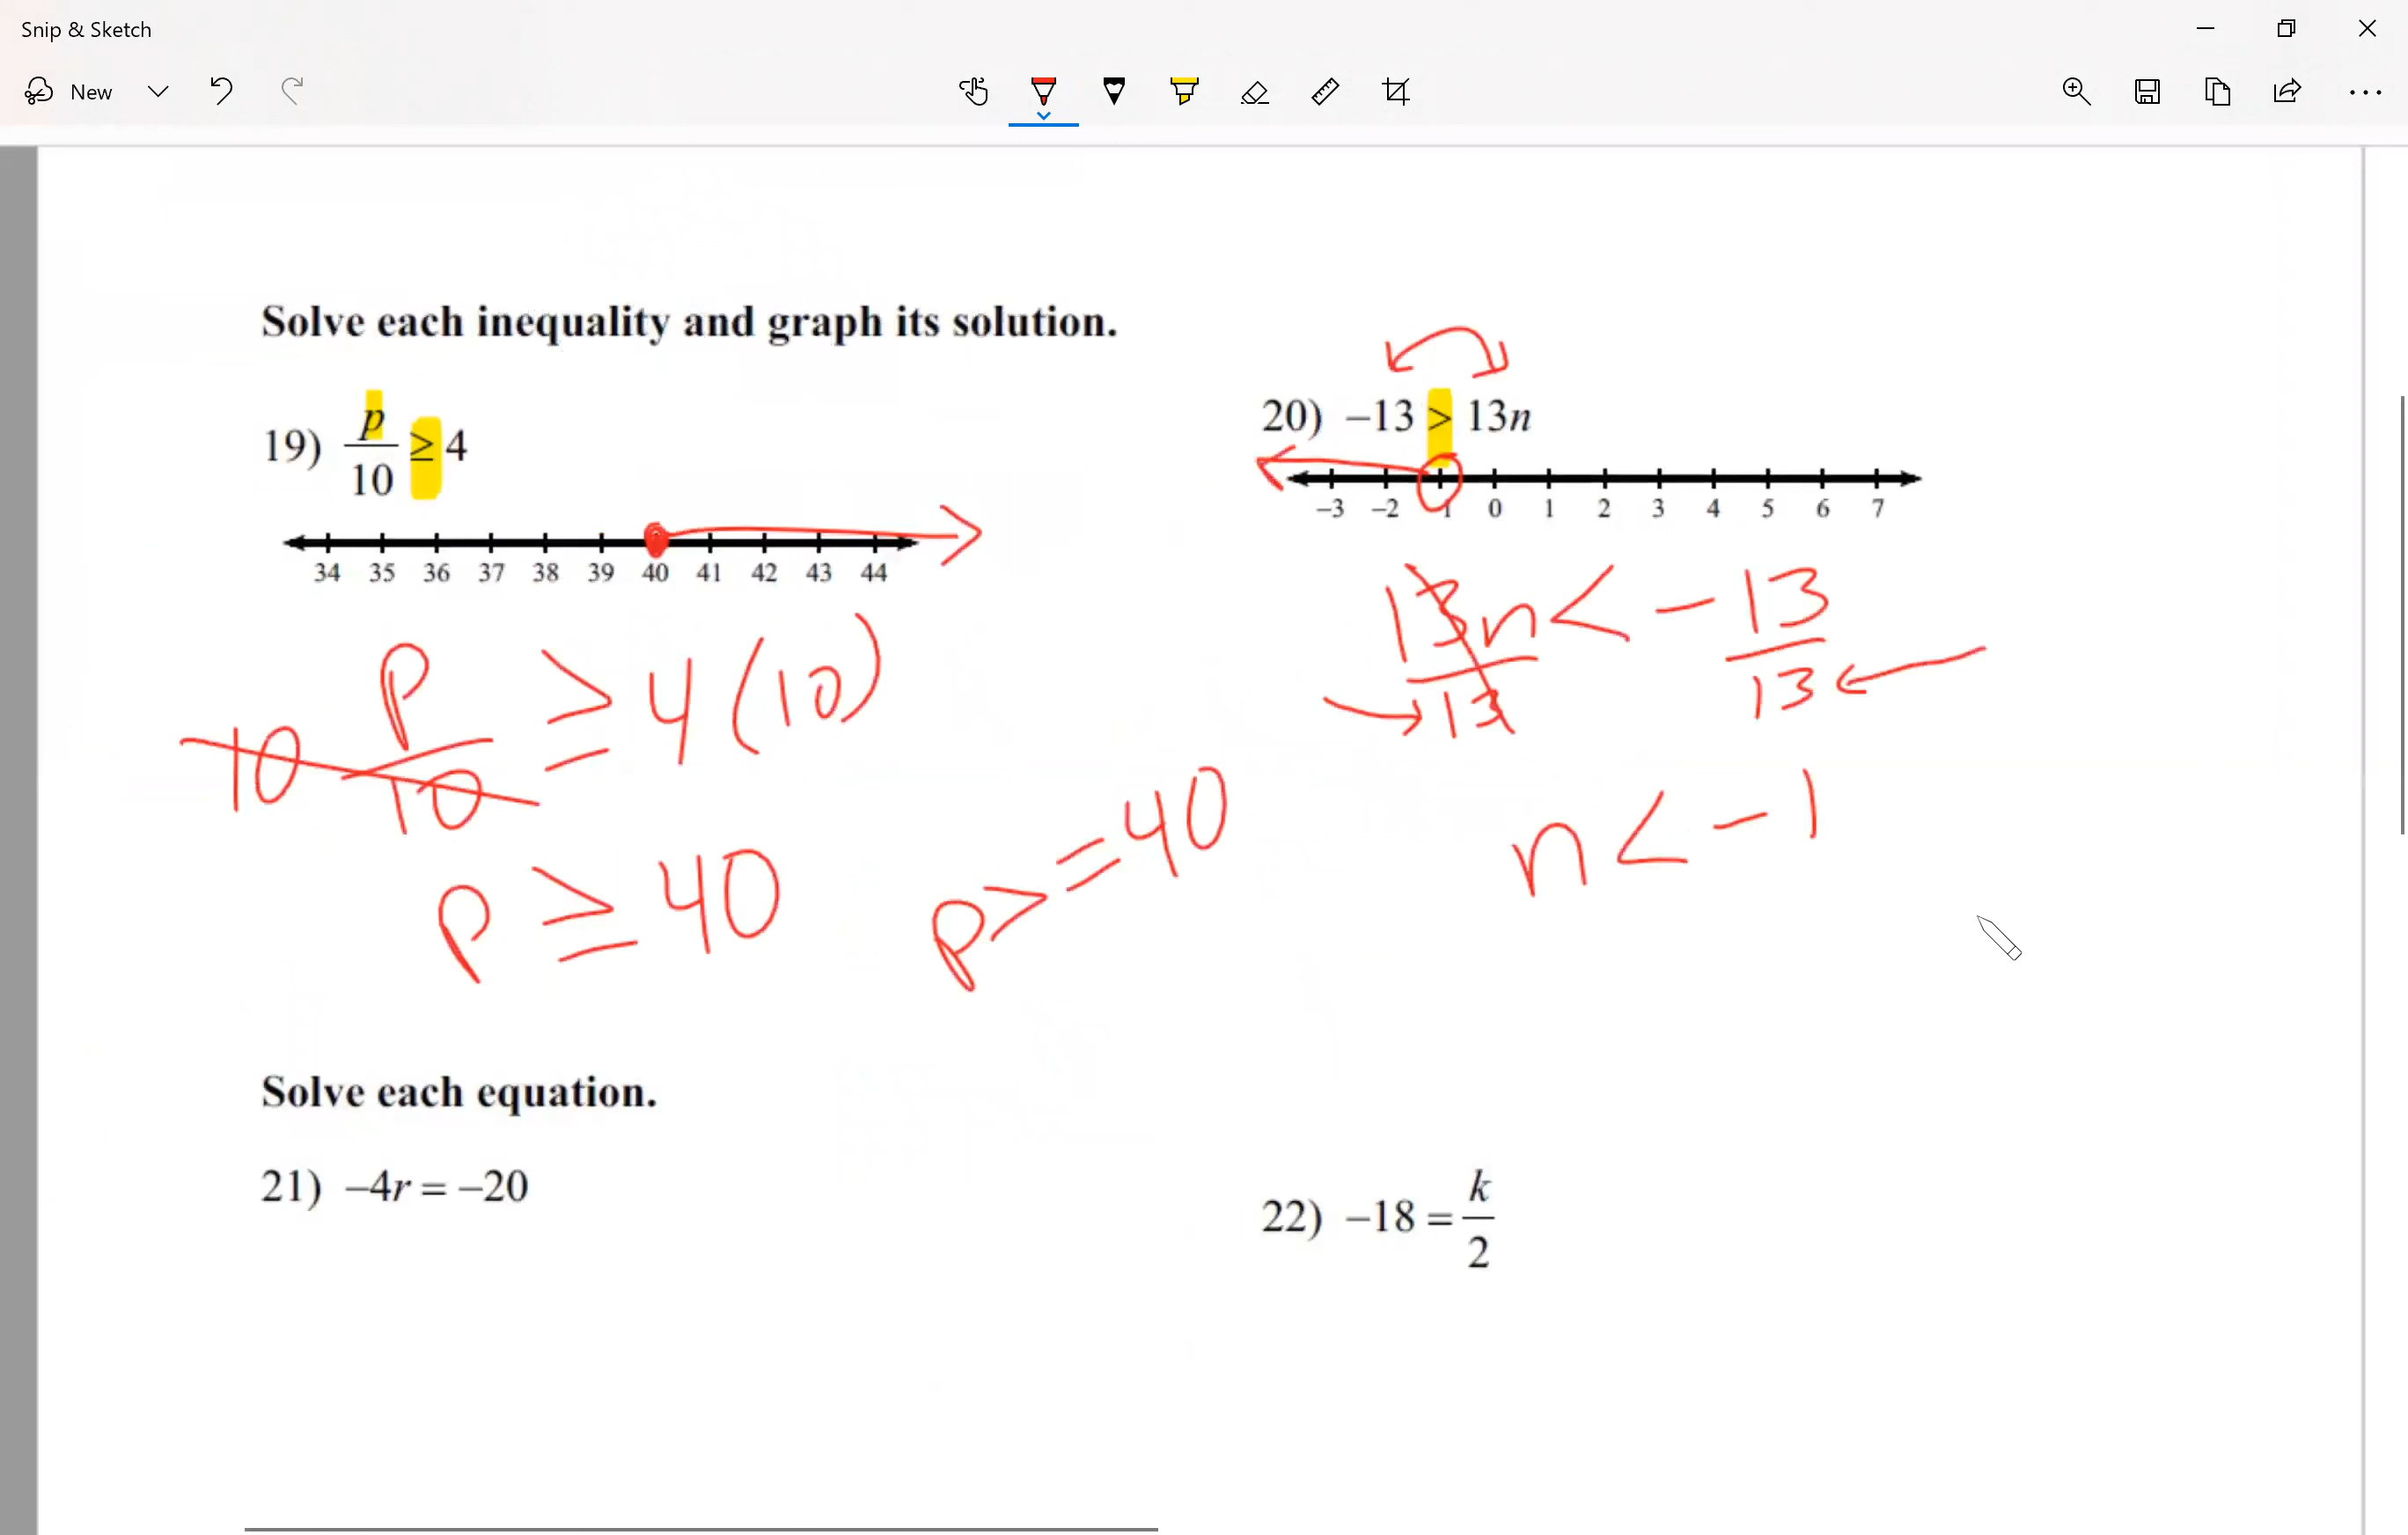 Snip & Sketch
New
Solve each inequality and graph its solution.
19) p/10 ≥ 4
34 35 36 37 38 39 40 41 42 43 44
10 p/10 ≥ 4(10)
p ≥ 40
p >= 40
20) −13 > 13n
−3 −2 −1 0 1 2 3 4 5 6 7
13n/13 < −13/13
n < −1
Solve each equation.
21) −4r = −20
22) −18 = k/2